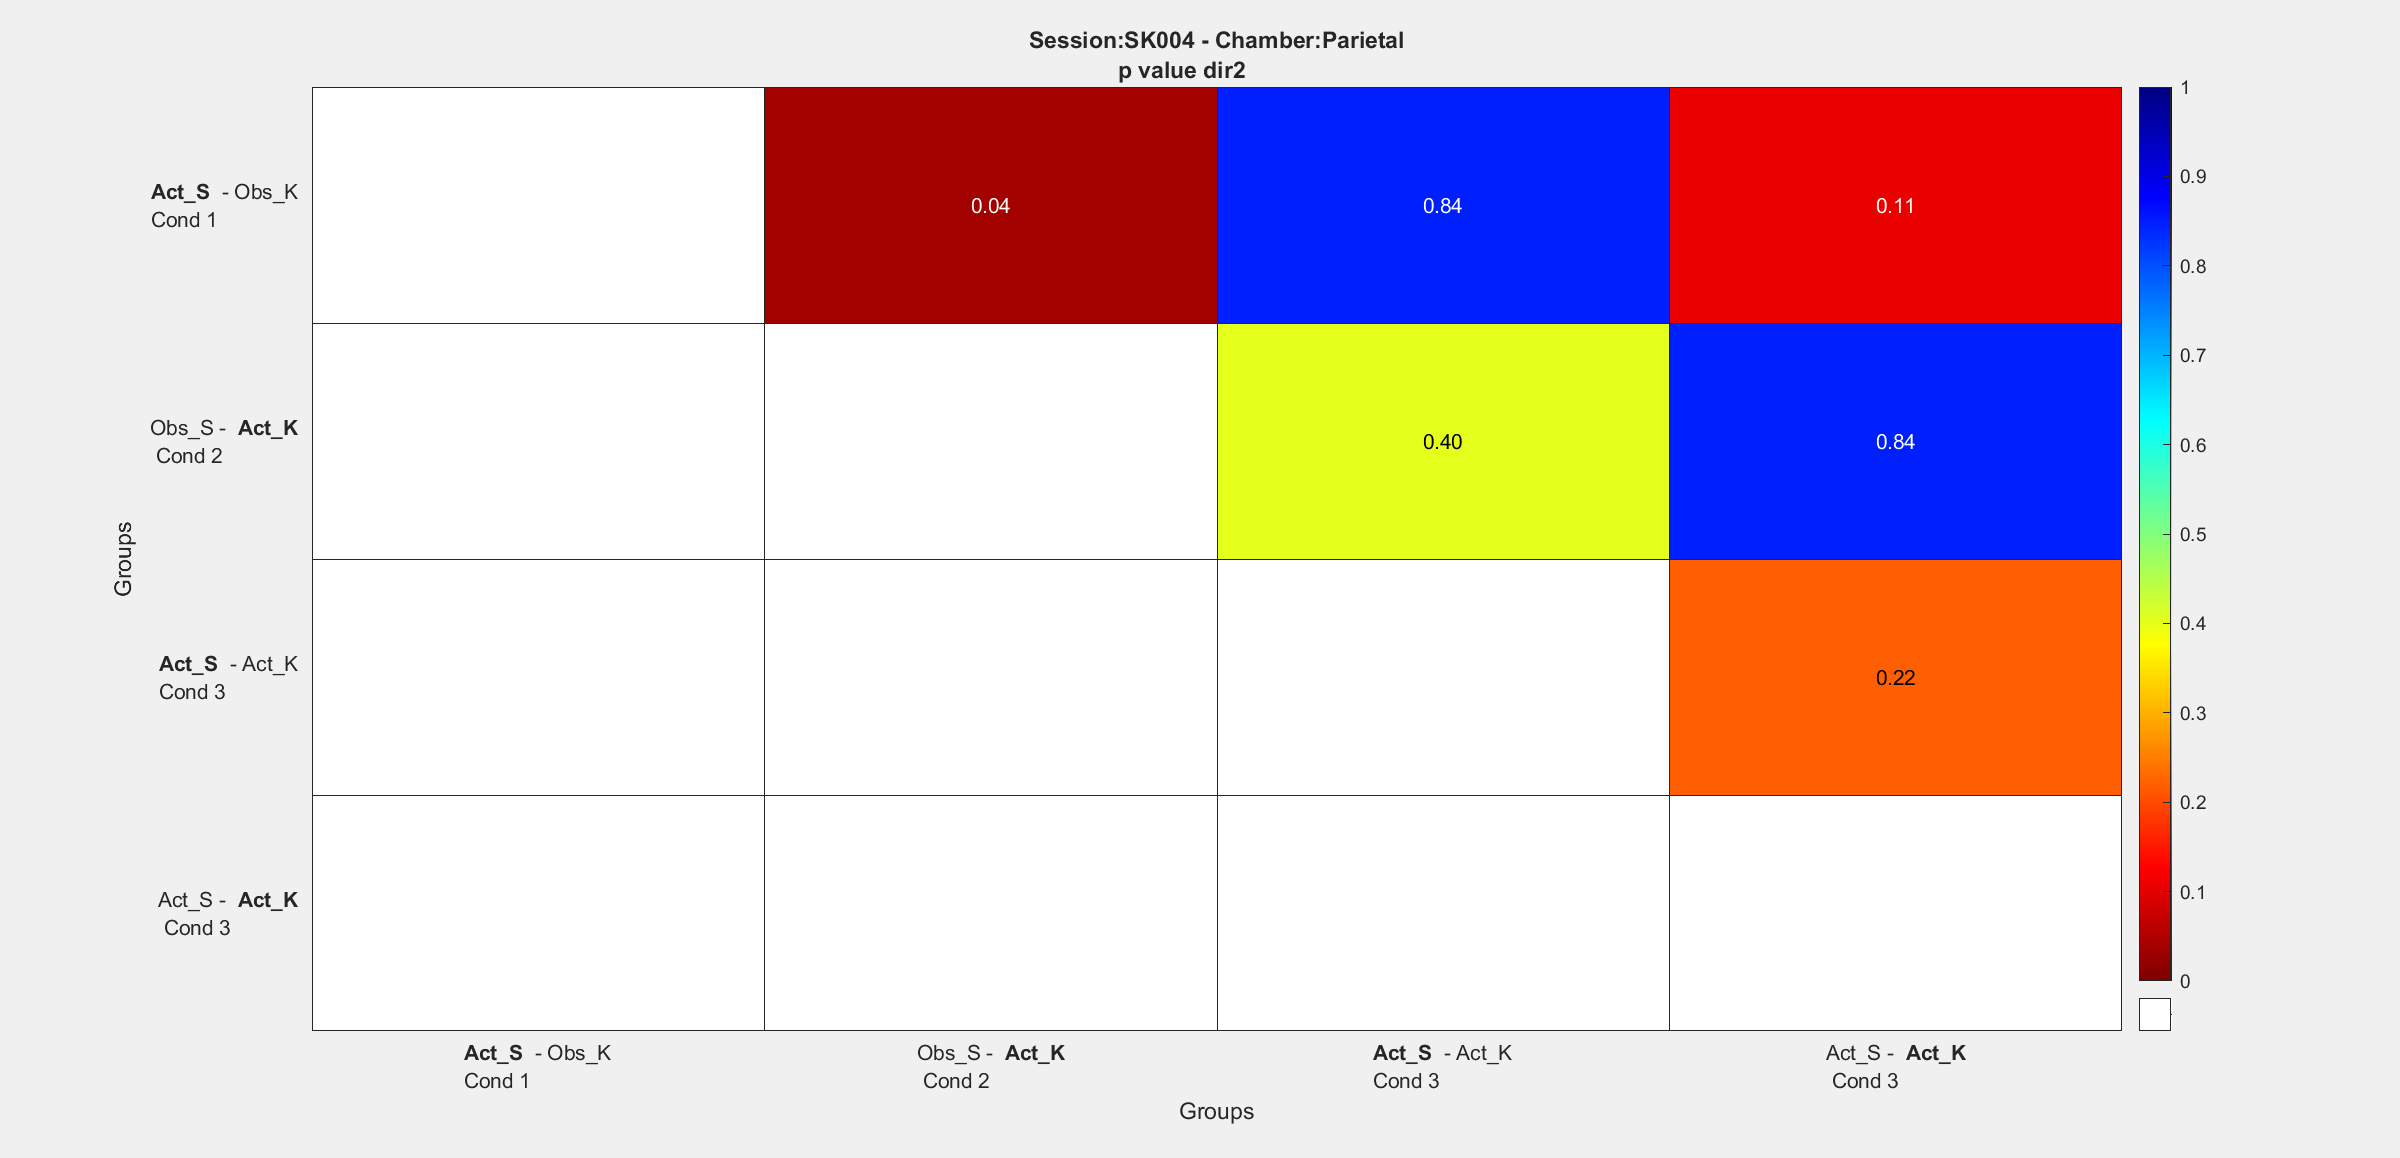 Session:SK004 - Chamber:Parietal
p value dir2
Act_S - Obs_K
Cond 1
0.04
0.84
0.11
Obs_S - Act_K
Cond 2
0.40
0.84
Act_S - Act_K
Cond 3
0.22
Act_S - Act_K
Cond 3
Groups
Act_S - Obs_K
Cond 1
Obs_S - Act_K
Cond 2
Act_S - Act_K
Cond 3
Act_S - Act_K
Cond 3
Groups
1
0.9
0.8
0.7
0.6
0.5
0.4
0.3
0.2
0.1
0